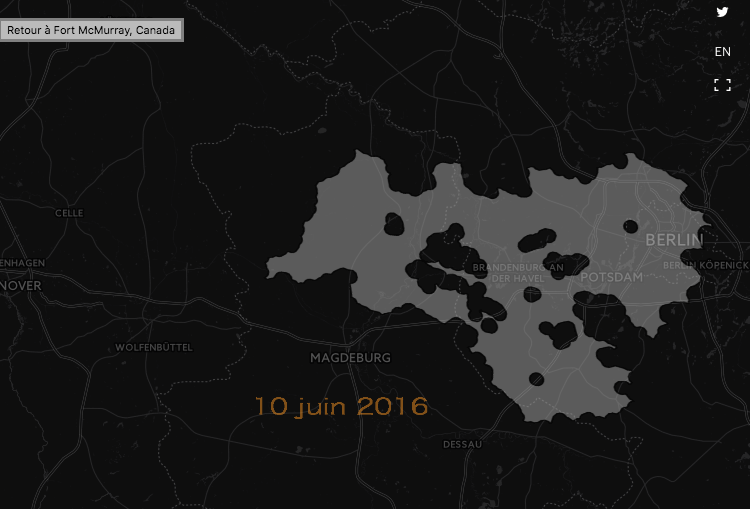 Retour à Fort McMurray, Canada
EN
CELLE
BERLIN
ENHAGEN
BRANDENBURG AN
DER HAVEL
BERLIN KÖPENICK
POTSDAM
NOVER
WOLFENBÜTTEL
MAGDEBURG
10 juin 2016
DESSAU